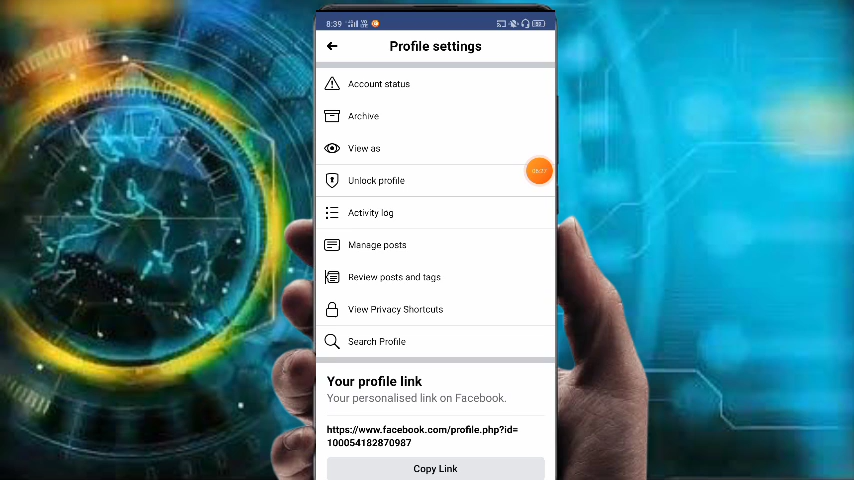 8:39
Profile settings
Account status
Archive
View as
Unlock profile
Activity log
Manage posts
Review posts and tags
View Privacy Shortcuts
Search Profile
Your profile link
Your personalised link on Facebook.
https://www.facebook.com/profile.php?id=
100054182870987
Copy Link